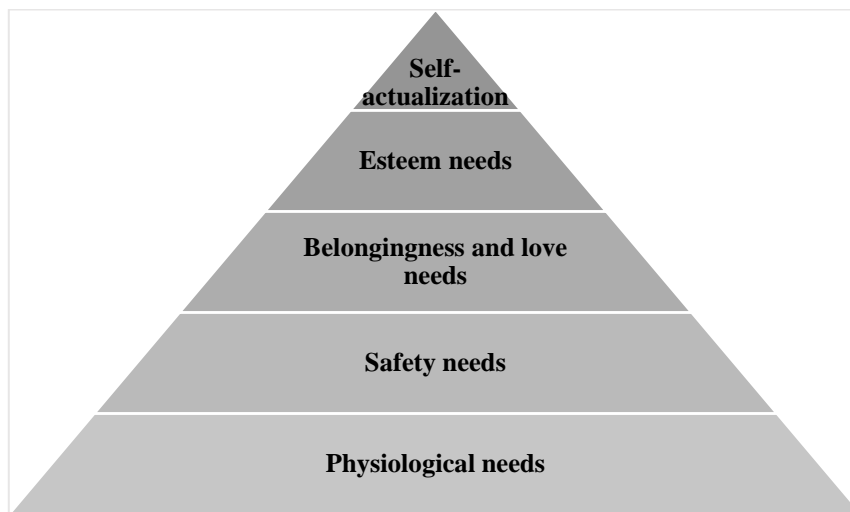 Self-
actualization
Esteem needs
Belongingness and love
needs
Safety needs
Physiological needs